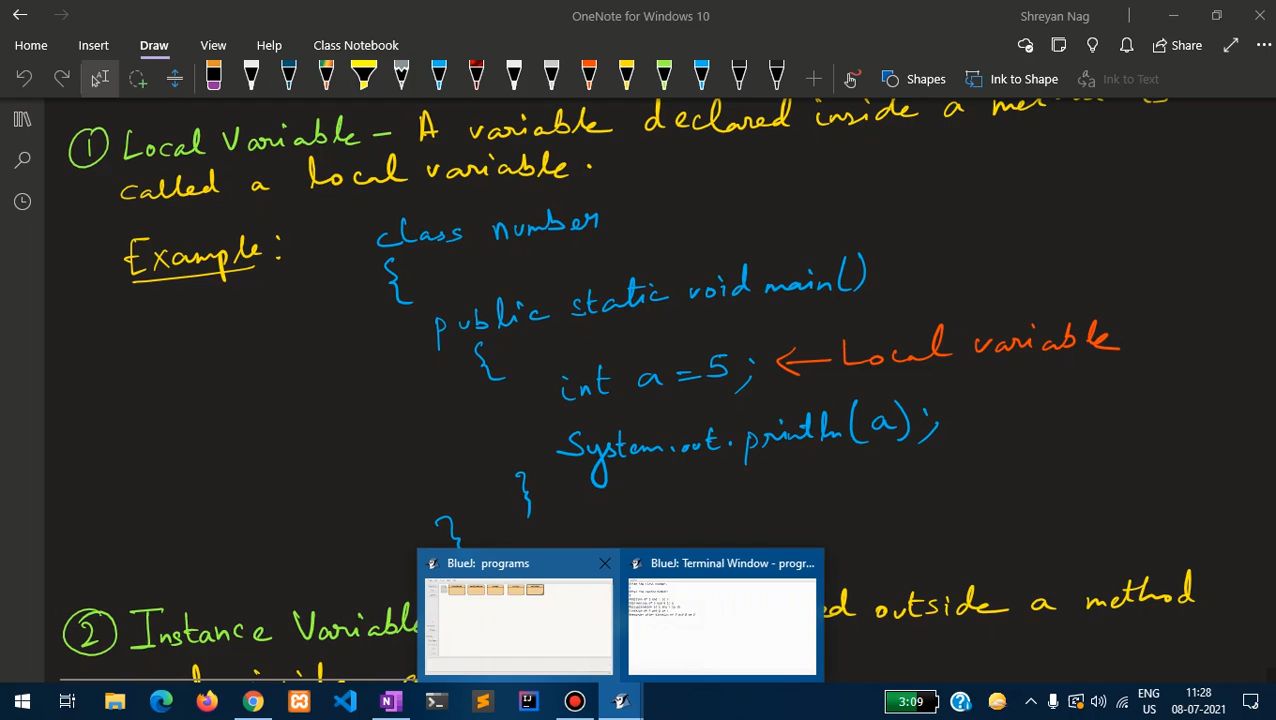 OneNote for Windows 10
Shreyan Nag
Home Insert Draw View Help Class Notebook
Share
Shapes Ink to Shape Ink to Text
① Local Variable - A variable declared inside a
called a local variable.
Example:
class number
{
public static void main()
{
int a = 5; ← Local variable
System.out.println(a);
}
}
BlueJ: programs
BlueJ: Terminal Window - progr...
② Instance Variabl outside a method
3:09
ENG
US
11:28
08-07-2021